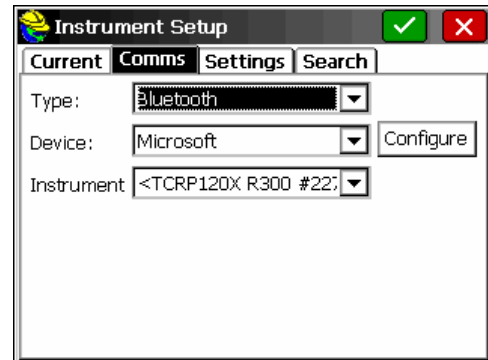 Instrument Setup
Current Comms Settings Search
Type: Bluetooth
Device: Microsoft Configure
Instrument <TCRP120X R300 #227